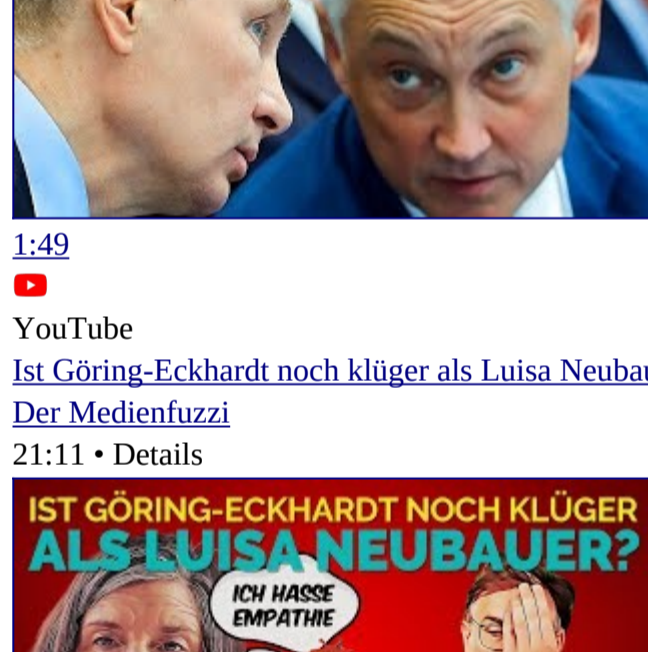 1:49
YouTube
Ist Göring-Eckhardt noch klüger als Luisa
Der Medienfuzzi
21:11 • Details
IST GÖRING-ECKHARDT NOCH KLÜGER
ALS LUISA NEUBAUER?
ICH HASSE
EMPATHIE